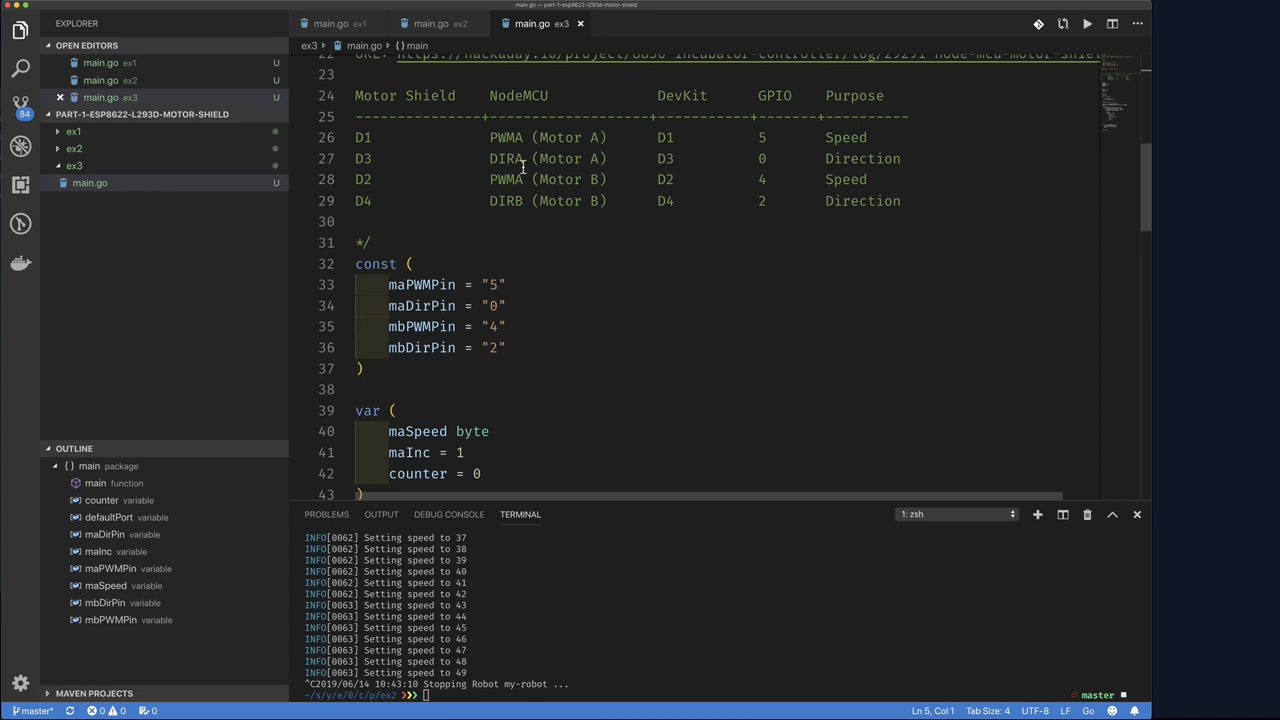 main.go — part-1-esp8622-l293d-motor-shield
EXPLORER
OPEN EDITORS
main.go ex1 U
main.go ex2 U
main.go ex3 U
PART-1-ESP8622-L293D-MOTOR-SHIELD
ex1
ex2
ex3
main.go U
84
OUTLINE
main package
main function
counter variable
defaultPort variable
maDirPin variable
maInc variable
maPWMPin variable
maSpeed variable
mbDirPin variable
mbPWMPin variable
MAVEN PROJECTS
main.go ex1 main.go ex2 main.go ex3
ex3 main.go {} main
23
24 Motor Shield NodeMCU DevKit GPIO Purpose
25 ---------------+--------------------+------------+-------+----------
26 D1 PWMA (Motor A) D1 5 Speed
27 D3 DIRA (Motor A) D3 0 Direction
28 D2 PWMA (Motor B) D2 4 Speed
29 D4 DIRB (Motor B) D4 2 Direction
30
31 */
32 const (
33 maPWMPin = "5"
34 maDirPin = "0"
35 mbPWMPin = "4"
36 mbDirPin = "2"
37 )
38
39 var (
40 maSpeed byte
41 maInc = 1
42 counter = 0
43 )
PROBLEMS OUTPUT DEBUG CONSOLE TERMINAL 1: zsh
INFO[0062] Setting speed to 37
INFO[0062] Setting speed to 38
INFO[0062] Setting speed to 39
INFO[0062] Setting speed to 40
INFO[0062] Setting speed to 41
INFO[0062] Setting speed to 42
INFO[0063] Setting speed to 43
INFO[0063] Setting speed to 44
INFO[0063] Setting speed to 45
INFO[0063] Setting speed to 46
INFO[0063] Setting speed to 47
INFO[0063] Setting speed to 48
INFO[0063] Setting speed to 49
^C2019/06/14 10:43:10 Stopping Robot my-robot ...
~/s/y/e/0/c/p/ex2 ❯❯❯ master
master* 0 0 0 Ln 5, Col 1 Tab Size: 4 UTF-8 LF Go